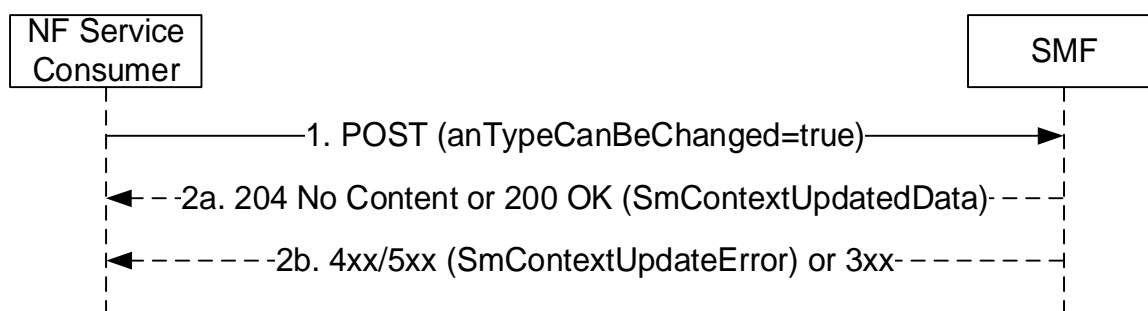 NF Service
Consumer
SMF
1. POST (anTypeCanBeChanged=true)
2a. 204 No Content or 200 OK (SmContextUpdatedData)
2b. 4xx/5xx (SmContextUpdateError) or 3xx